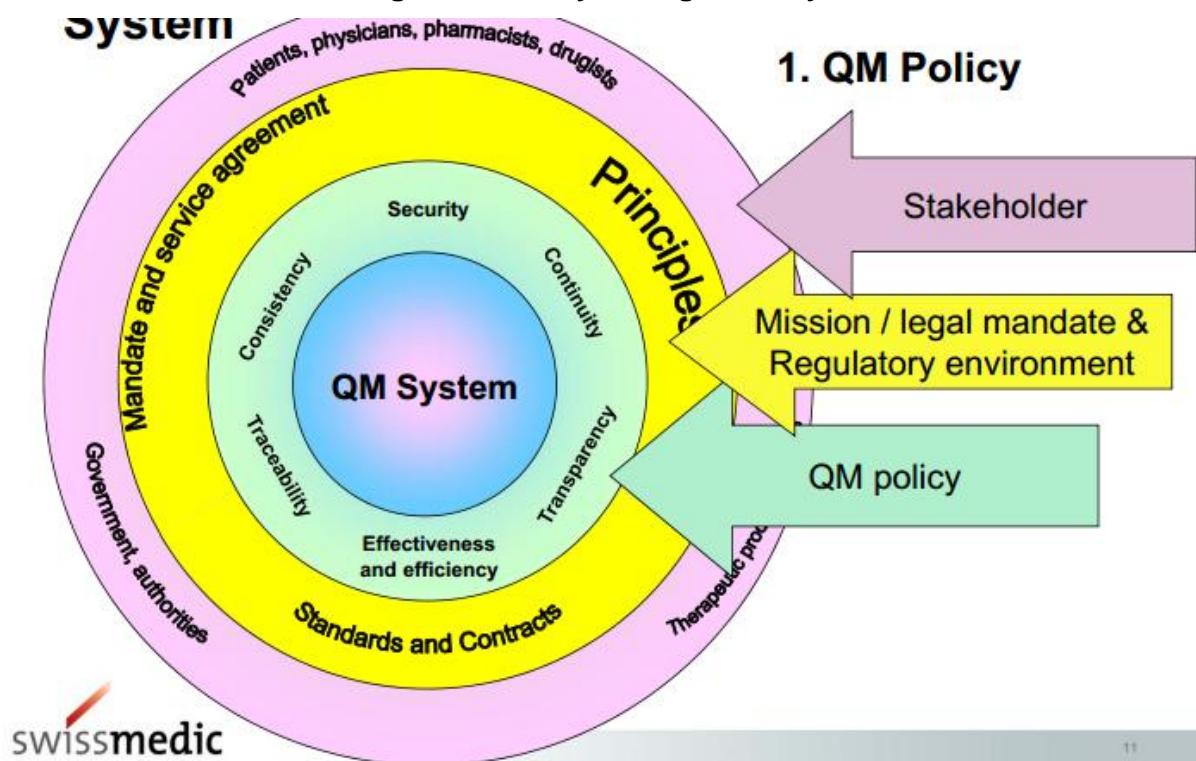 System
1. QM Policy
Patients, physicians, pharmacists, drugists
Mandate and service agreement
Principles
Security
Consistency
Continuity
QM System
Traceability
Transparency
Effectiveness
and efficiency
Standards and Contracts
Government, authorities
Therapeutic
Stakeholder
Mission / legal mandate &
Regulatory environment
QM policy
swissmedic
11